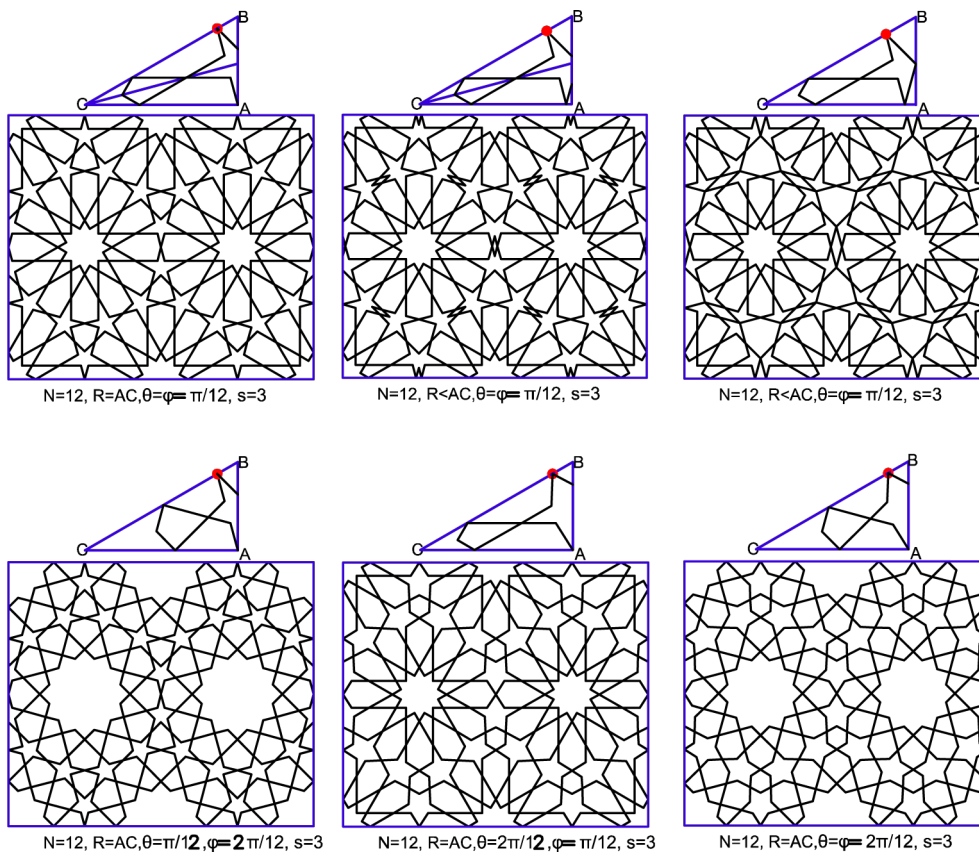 B
C
A
B
C
A
B
C
A
N=12, R=AC,θ=φ= π/12, s=3
N=12, R<AC,θ=φ= π/12, s=3
N=12, R<AC,θ=φ= π/12, s=3
B
C
A
B
C
A
B
C
A
N=12, R=AC,θ=π/12,φ=2π/12, s=3
N=12, R=AC,θ=2π/12,φ= π/12, s=3
N=12, R=AC,θ=φ= 2π/12, s=3